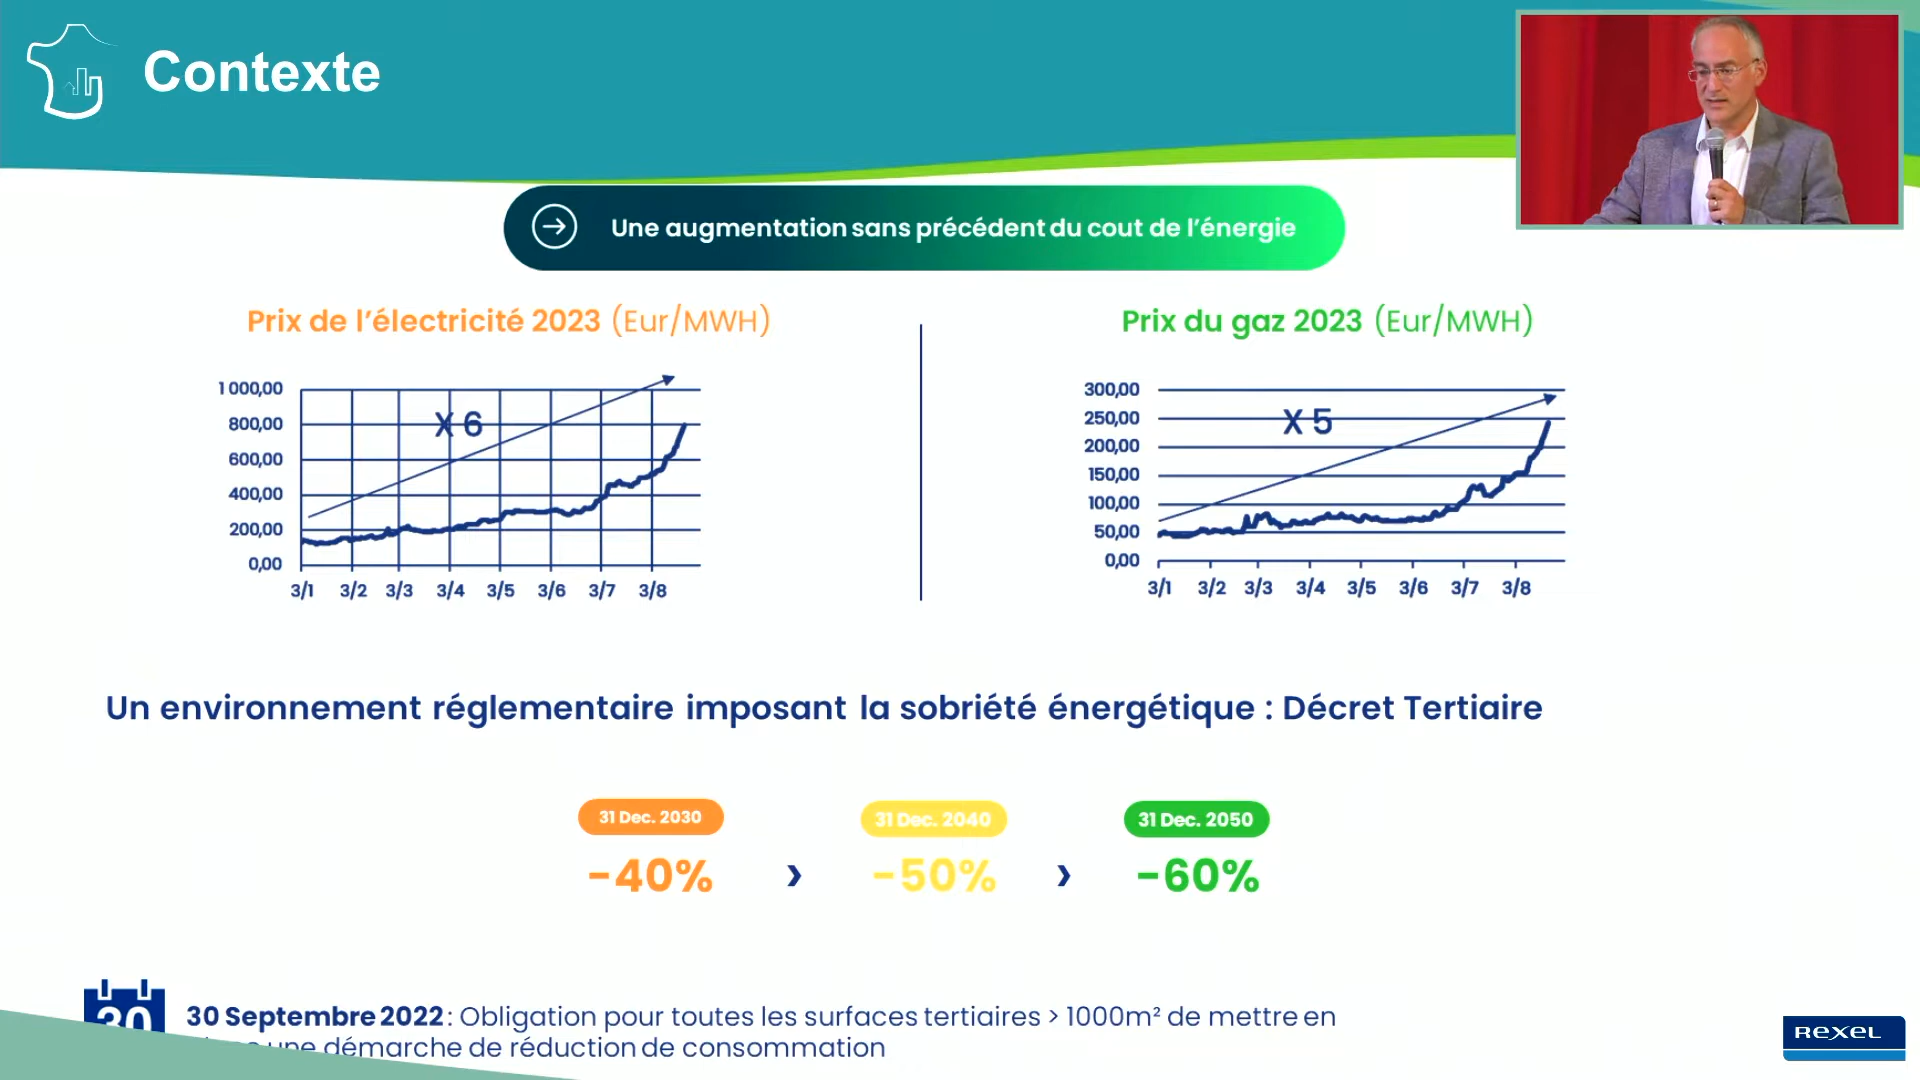 Contexte
Une augmentation sans précédent du cout de l'énergie
Prix de l'électricité 2023 (Eur/MWH)
1 000,00
800,00
600,00
400,00
200,00
0,00
X 6
3/1 3/2 3/3 3/4 3/5 3/6 3/7 3/8
Prix du gaz 2023 (Eur/MWH)
300,00
250,00
200,00
150,00
100,00
50,00
0,00
X 5
3/1 3/2 3/3 3/4 3/5 3/6 3/7 3/8
Un environnement réglementaire imposant la sobriété énergétique : Décret Tertiaire
31 Dec. 2030 31 Dec. 2040 31 Dec. 2050
-40% › -50% › -60%
30
30 Septembre 2022 : Obligation pour toutes les surfaces tertiaires > 1000m² de mettre en
une démarche de réduction de consommation
REXEL